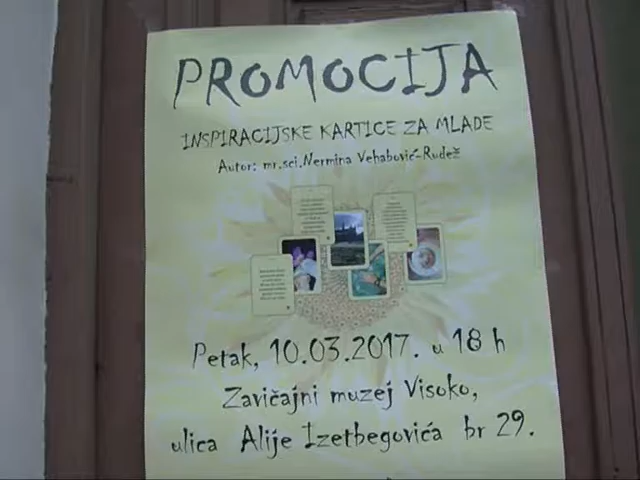 PROMOCIJA
INSPIRACIJSKE KARTICE ZA MLADE
Autor: mr.sci.Nermina Vehabović-Rudež
Petak, 10.03.2017. u 18 h
Zavičajni muzej Visoko,
ulica Alije Izetbegovića br 29.